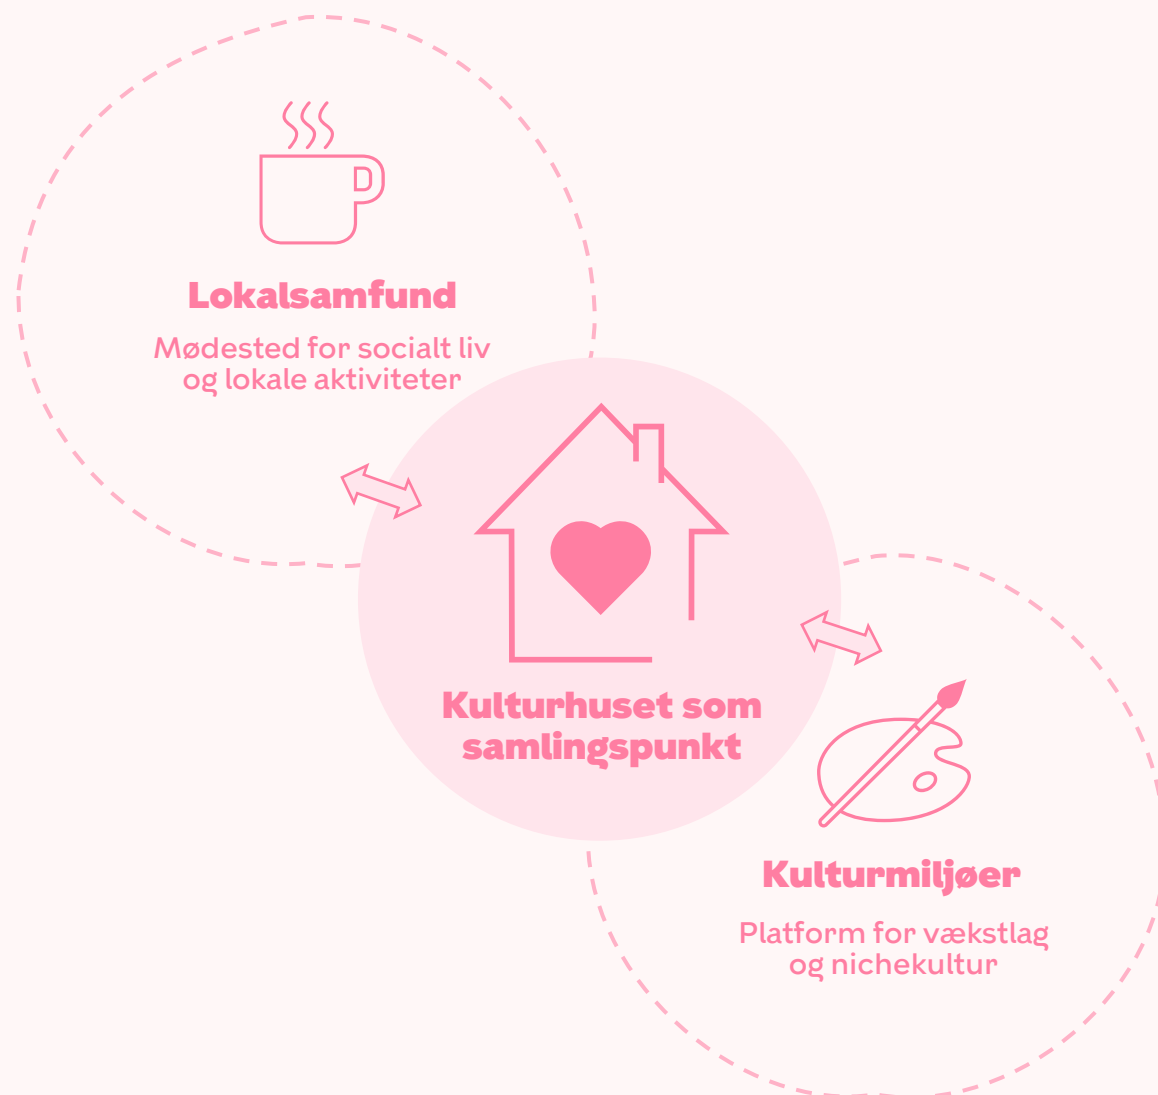 Lokalsamfund
Mødested for socialt liv
og lokale aktiviteter
Kulturhuset som
samlingspunkt
Kulturmiljøer
Platform for vækstlag
og nichekultur